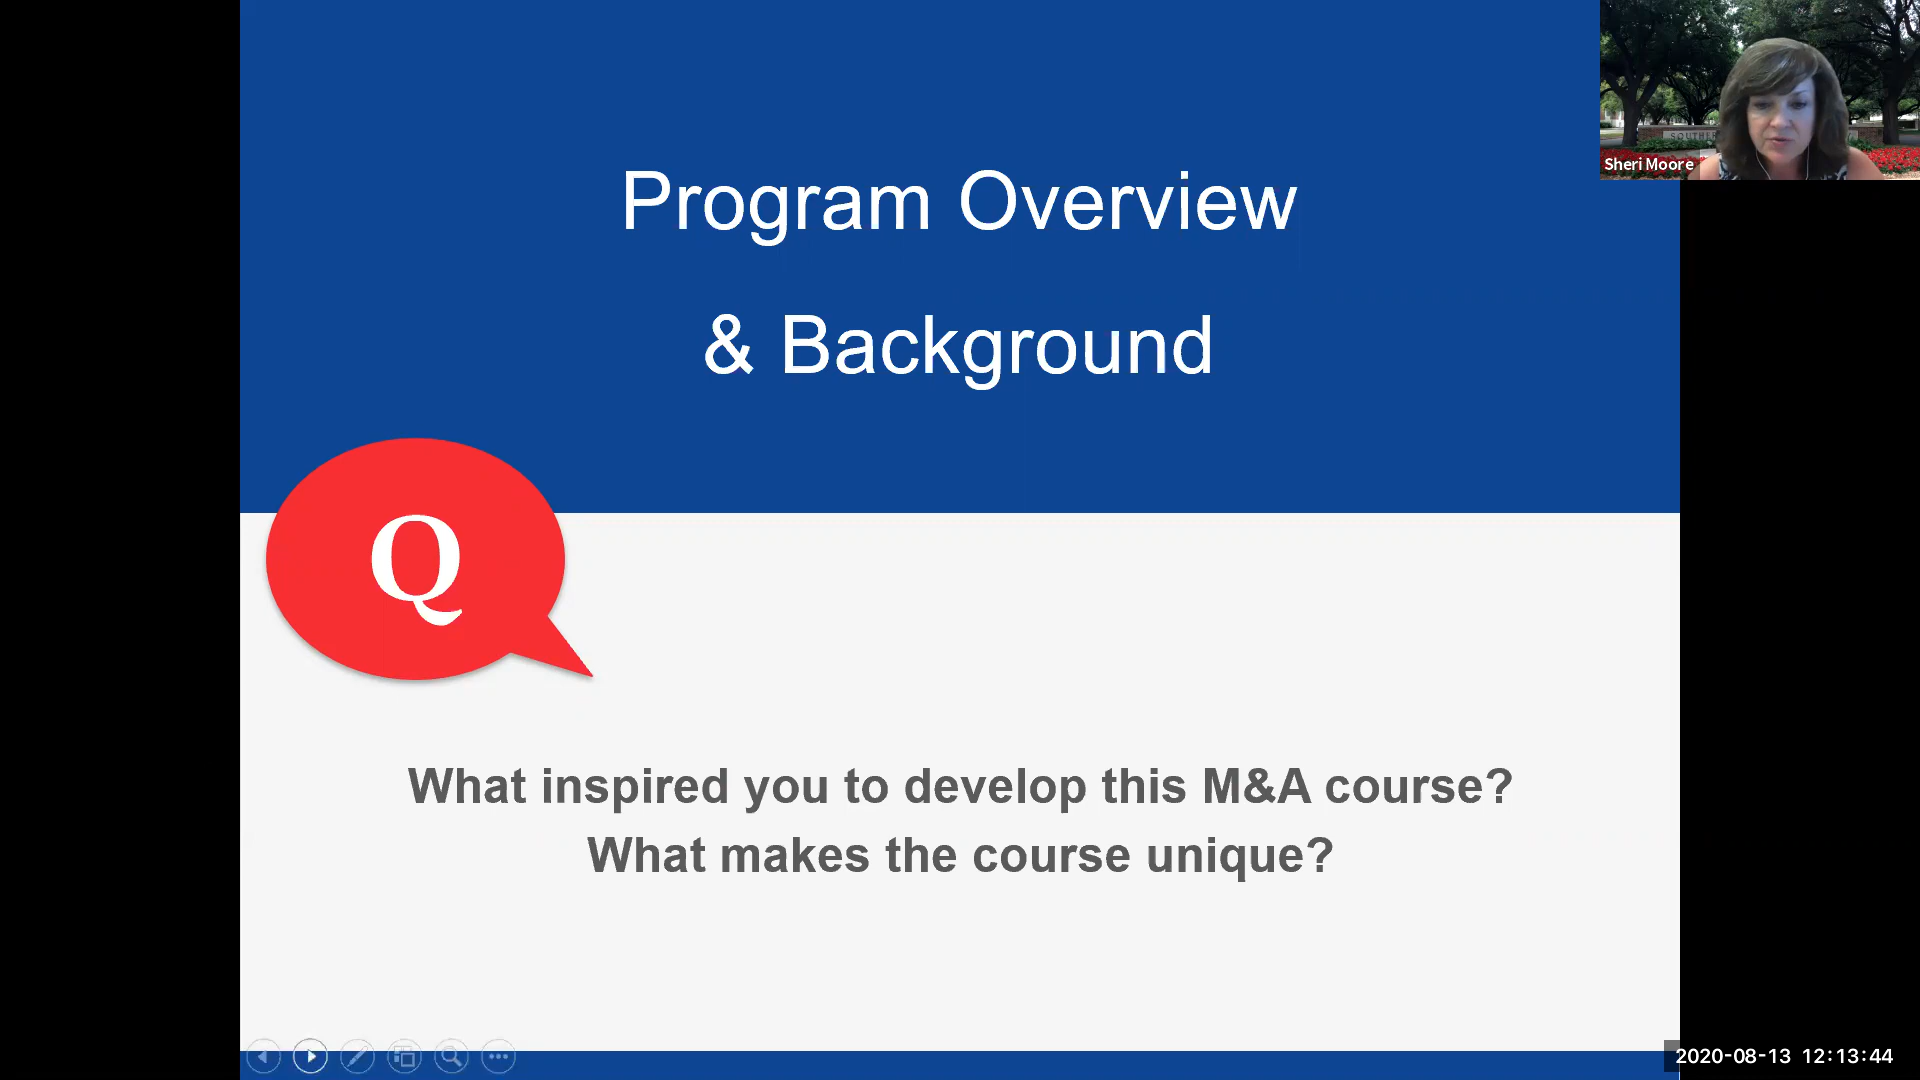 Program Overview
& Background
SOUTHER
Sheri Moore
Q
What inspired you to develop this M&A course?
What makes the course unique?
2020-08-13 12:13:44